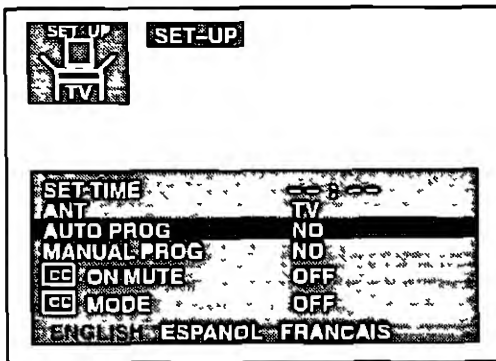 SET-UP
SET-UP
TV
SET TIME -- : --
ANT TV
AUTO PROG NO
MANUAL PROG NO
CC ON MUTE OFF
CC MODE OFF
ENGLISH ESPANOL FRANCAIS